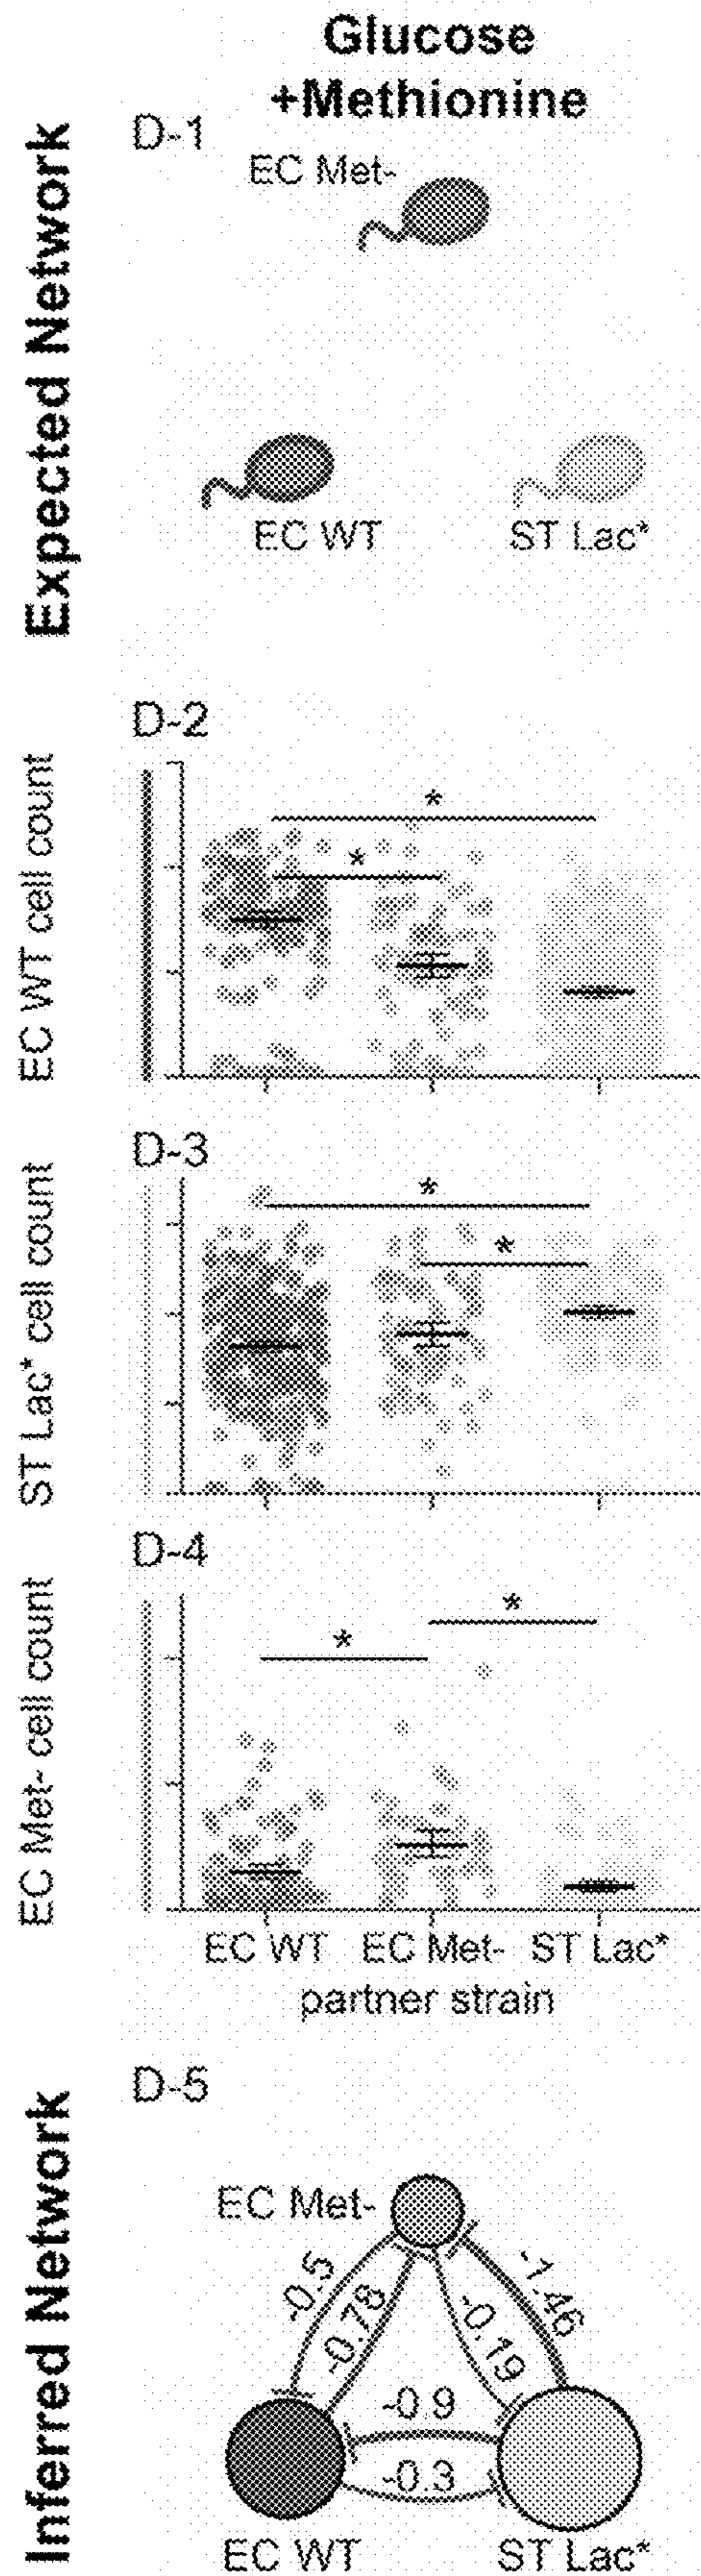 Glucose
+Methionine
Expected Network
D-1
EC Met-
EC WT
ST Lac*
D-2
EC WT cell count
*
*
D-3
ST Lac* cell count
*
*
D-4
EC Met- cell count
*
*
EC WT EC Met- ST Lac*
partner strain
Inferred Network
D-5
EC Met-
-0.5
-0.78
-0.19
-1.46
-0.9
-0.3
EC WT
ST Lac*